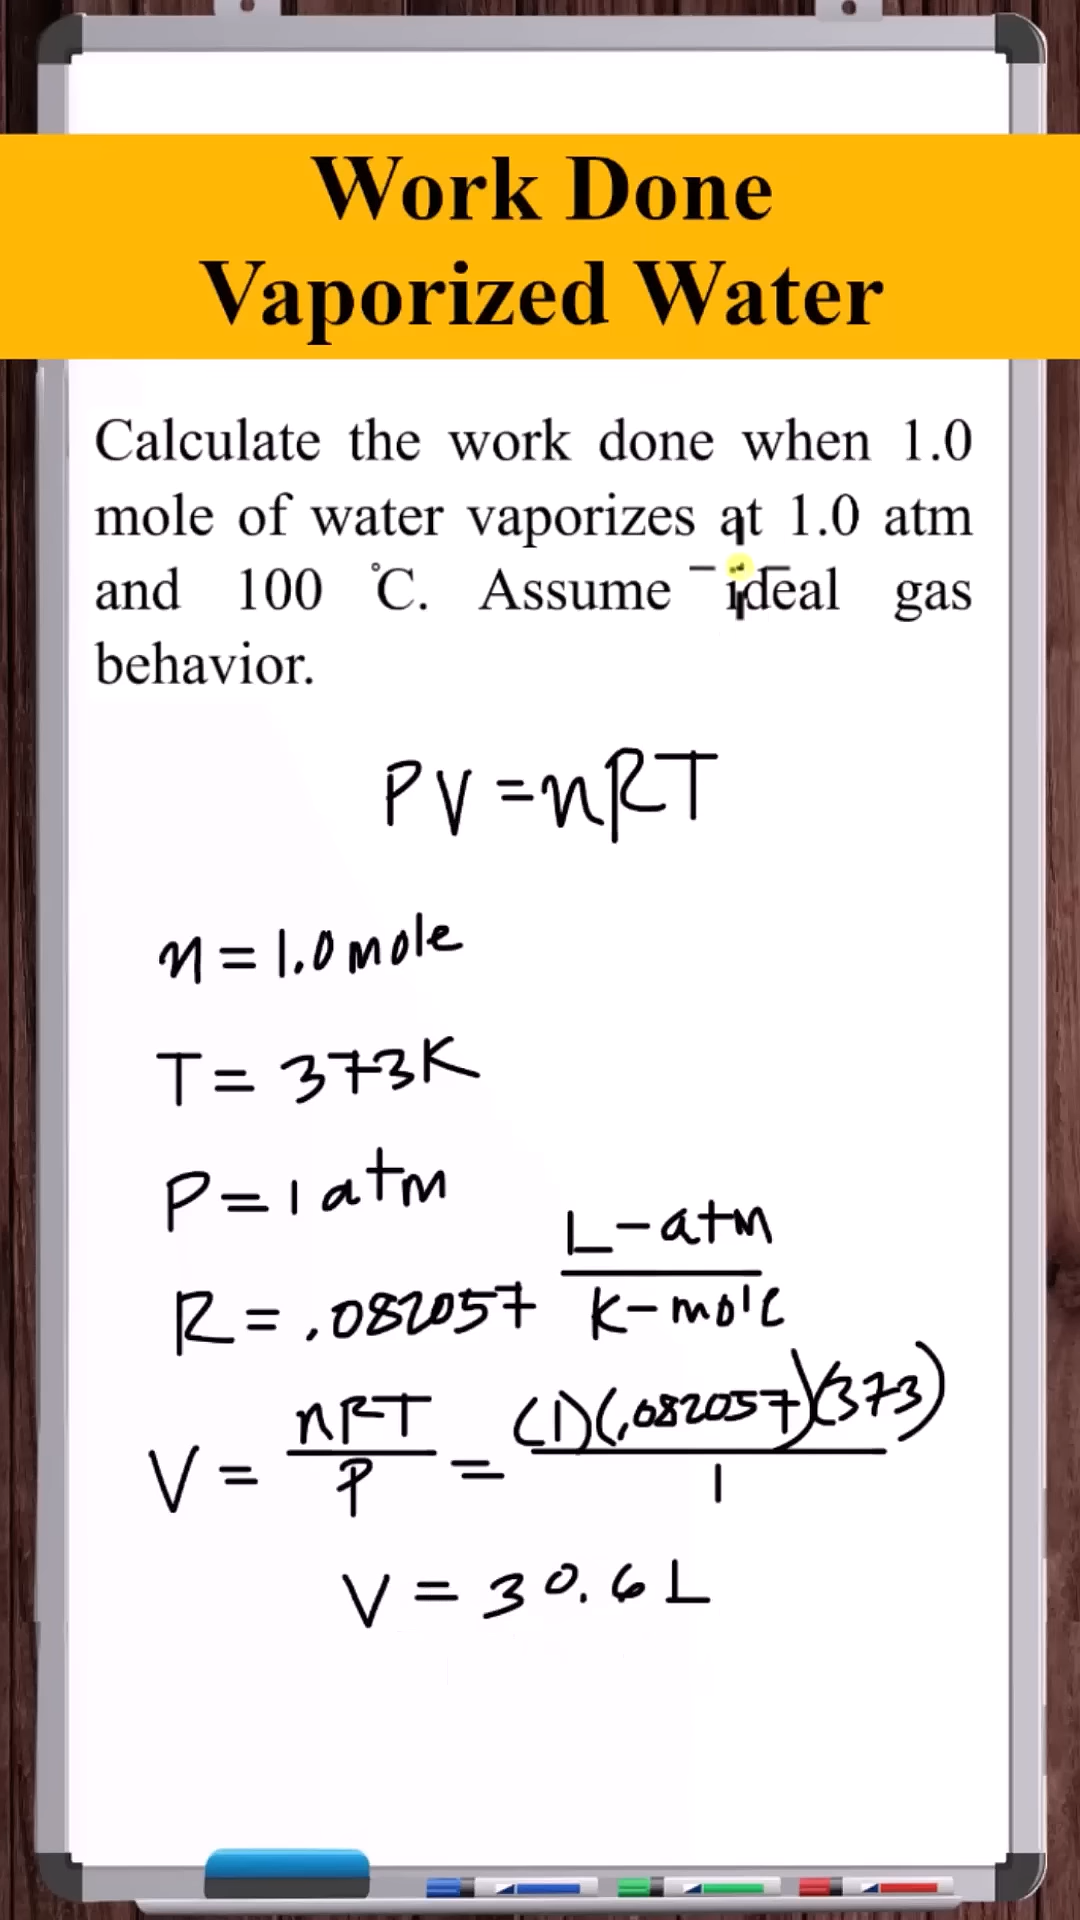 Work Done
Vaporized Water
Calculate the work done when 1.0
mole of water vaporizes at 1.0 atm
and 100 °C. Assume ideal gas
behavior.
PV = nRT
n = 1.0 mole
T = 373K
P = 1 atm
R = .082057 L-atm / K-mole
V = nRT / P = (1)(.082057)(373) / 1
V = 30.6 L